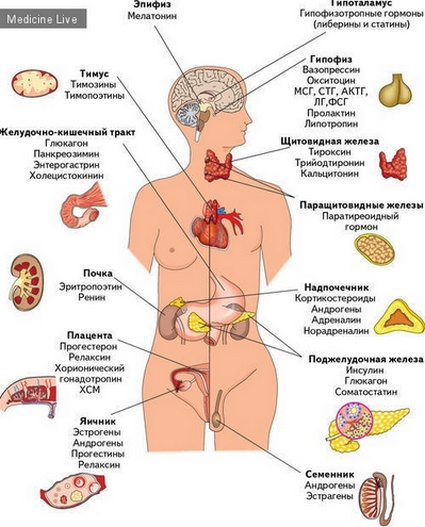 Medicine Live
Эпифиз
Мелатонин
Гипоталамус
Гипофизотропные гормоны
(либерины и статины)
Гипофиз
Вазопрессин
Окситоцин
МСГ, СТГ, АКТГ,
ЛГ,ФСГ
Пролактин
Липотропин
Тимус
Тимозины
Тимопоэтины
Желудочно-кишечный тракт
Глюкагон
Панкреозимин
Энтерогастрин
Холецистокинин
Щитовидная железа
Тироксин
Трийодтиронин
Кальцитонин
Паращитовидные железы
Паратиреоидный
гормон
Почка
Эритропоэтин
Ренин
Надпочечник
Кортикостероиды
Андрогены
Адреналин
Норадреналин
Плацента
Прогестерон
Релаксин
Хорионический
гонадотропин
ХСМ
Поджелудочная железа
Инсулин
Глюкагон
Соматостатин
Яичник
Эстрогены
Андрогены
Прогестины
Релаксин
Семенник
Андрогены
Эстрагены